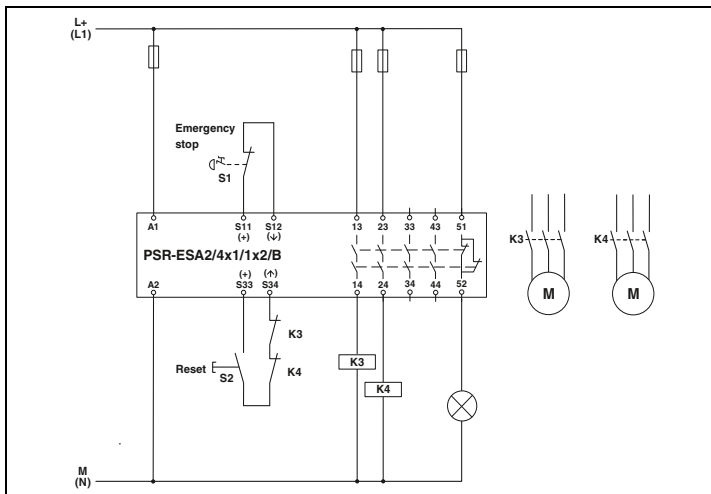 L+
(L1)
Emergency
stop
S1
A1 S11 S12 13 23 33 43 51
(+) (↓)
PSR-ESA2/4x1/1x2/B
(+) (↑)
A2 S33 S34 14 24 34 44 52
K3 K4
M M
K3
Reset
S2
K4
K3
K4
M
(N)